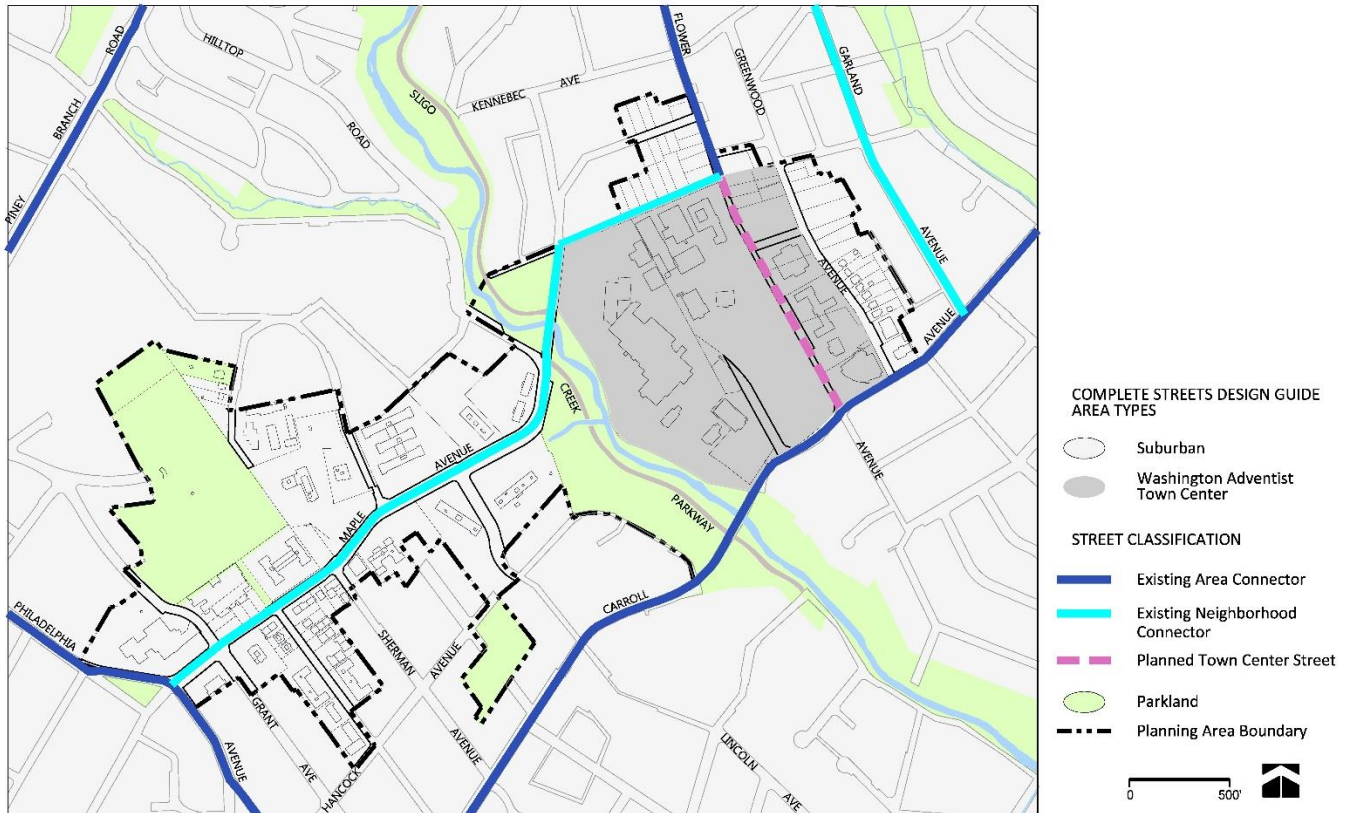 ROAD
BRANCH
PINEY
HILLTOP
ROAD
SLIGO
KENNEBEC AVE
FLOWER
GREENWOOD
GARLAND
AVENUE
AVENUE
AVENUE
AVENUE
CREEK
PARKWAY
AVENUE
MAPLE
CARROLL
PHILADELPHIA
SHERMAN
AVENUE
GRANT
AVENUE
AVE
HANCOCK
AVENUE
LINCOLN
AVE
COMPLETE STREETS DESIGN GUIDE
AREA TYPES
Suburban
Washington Adventist
Town Center
STREET CLASSIFICATION
Existing Area Connector
Existing Neighborhood
Connector
Planned Town Center Street
Parkland
Planning Area Boundary
0 500'